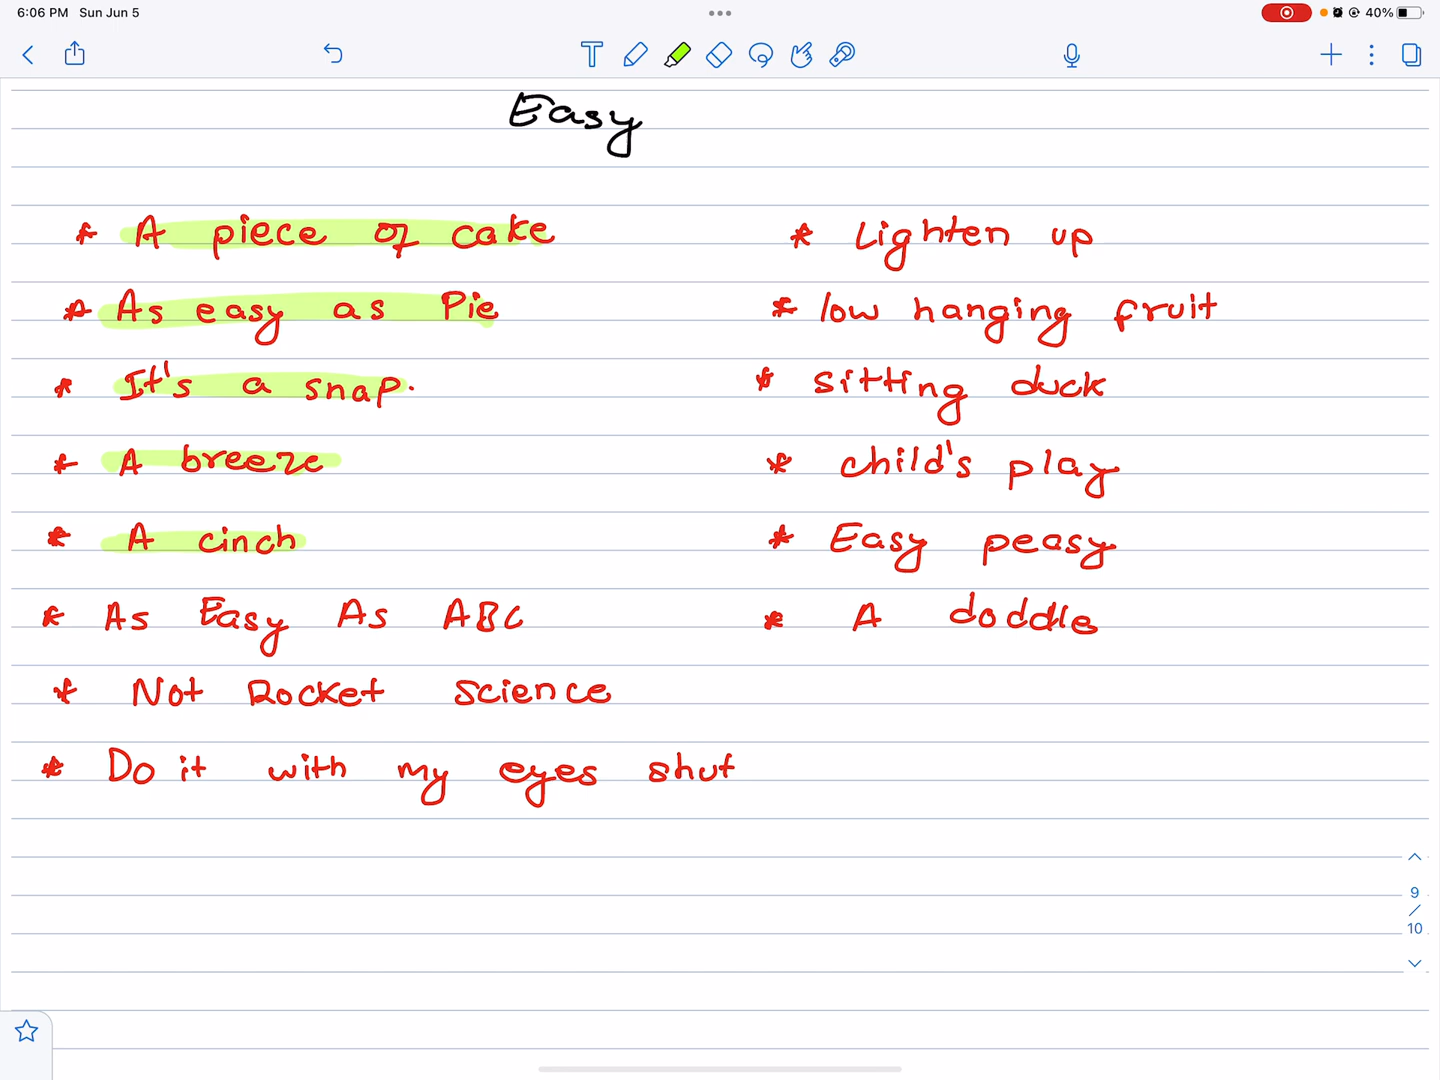 6:06 PM Sun Jun 5
40%
Easy
* A piece of cake
* As easy as Pie
* It's a snap.
* A breeze
* A cinch
* As Easy As ABC
* Not Rocket Science
* Do it with my eyes shut
* Lighten up
* low hanging fruit
* sitting duck
* child's play
* Easy peasy
* A doddle
9
/
10